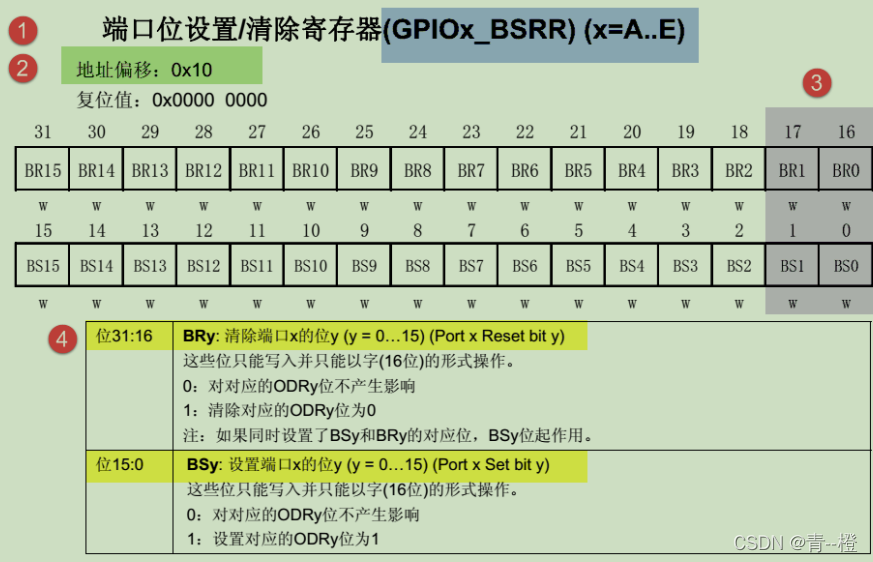 1 端口位设置/清除寄存器(GPIOx_BSRR) (x=A..E)
2 地址偏移：0x10
复位值：0x0000 0000
3
31 30 29 28 27 26 25 24 23 22 21 20 19 18 17 16
BR15 BR14 BR13 BR12 BR11 BR10 BR9 BR8 BR7 BR6 BR5 BR4 BR3 BR2 BR1 BR0
w w w w w w w w w w w w w w w w
15 14 13 12 11 10 9 8 7 6 5 4 3 2 1 0
BS15 BS14 BS13 BS12 BS11 BS10 BS9 BS8 BS7 BS6 BS5 BS4 BS3 BS2 BS1 BS0
w w w w w w w w w w w w w w w w
4 位31:16 BRy: 清除端口x的位y (y = 0…15) (Port x Reset bit y)
这些位只能写入并只能以字(16位)的形式操作。
0：对对应的ODRy位不产生影响
1：清除对应的ODRy位为0
注：如果同时设置了BSy和BRy的对应位，BSy位起作用。
位15:0 BSy: 设置端口x的位y (y = 0…15) (Port x Set bit y)
这些位只能写入并只能以字(16位)的形式操作。
0：对对应的ODRy位不产生影响
1：设置对应的ODRy位为1
CSDN @青--橙